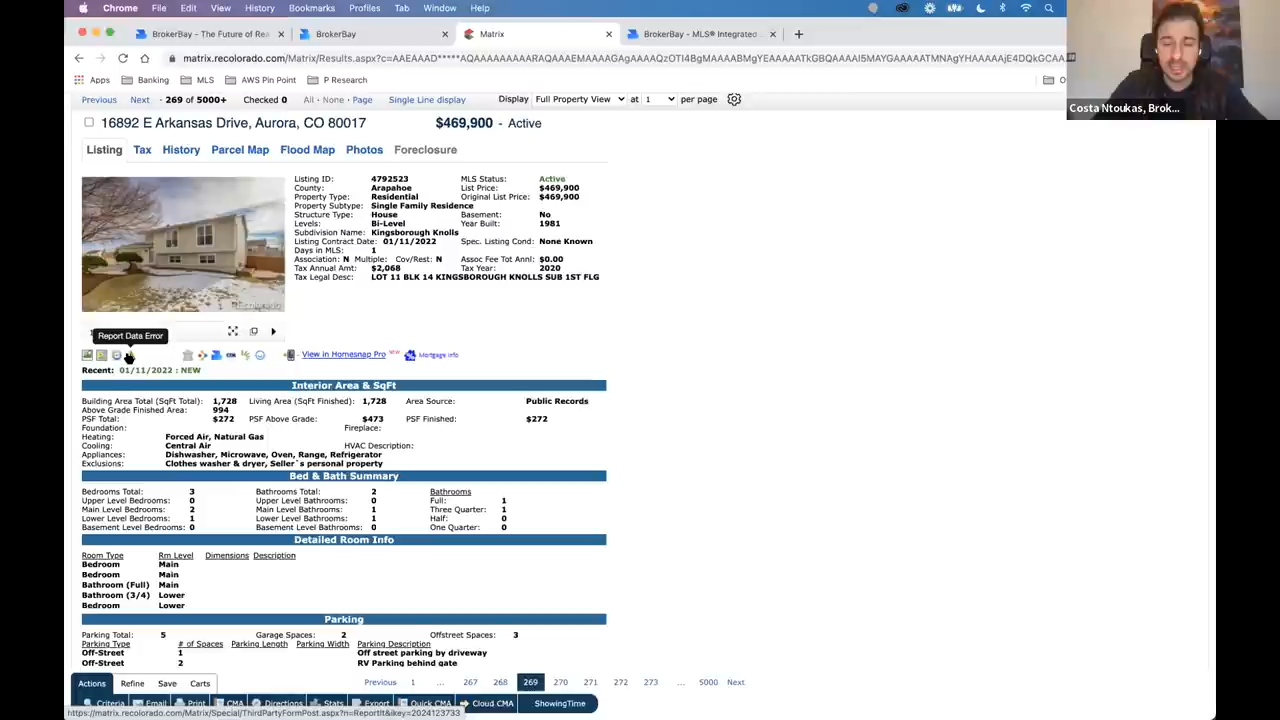 Chrome File Edit View History Bookmarks Profiles Tab Window Help
BrokerBay - The Future of Rea × BrokerBay × Matrix × BrokerBay - MLS® Integrated × +
matrix.recolorado.com/Matrix/Results.aspx?c=AEAAAD*****AQAAAAAAAAARAQAAAEMAAAAGAgAAAAQzOTI4BgMAAAABMgYEAAAAATkGBQAAAAI5MAYGAAAAATMNAgYHAAAAAjE4DQkGCAA
Apps Banking MLS AWS Pin Point P Research
Costa Ntoukas, Brok...
Previous Next · 269 of 5000+ Checked 0 All · None · Page Single Line display Display Full Property View at 1 per page
16892 E Arkansas Drive, Aurora, CO 80017 $469,900 - Active
Listing Tax History Parcel Map Flood Map Photos Foreclosure
Listing ID: 4792523 MLS Status: Active
County: Arapahoe List Price: $469,900
Property Type: Residential Original List Price: $469,900
Property Subtype: Single Family Residence
Structure Type: House Basement: No
Levels: Bi-Level Year Built: 1981
Subdivision Name: Kingsborough Knolls
Listing Contract Date: 01/11/2022 Spec. Listing Cond: None Known
Days in MLS: 1
Association: N Multiple: Cov/Rest: N Assoc Fee Tot Annl: $0.00
Tax Annual Amt: $2,068 Tax Year: 2020
Tax Legal Desc: LOT 11 BLK 14 KINGSBOROUGH KNOLLS SUB 1ST FLG
recolorado
Report Data Error
View in Homesnap Pro NEW Mortgage Info
Recent: 01/11/2022 : NEW
Interior Area & SqFt
Building Area Total (SqFt Total): 1,728 Living Area (SqFt Finished): 1,728 Area Source: Public Records
Above Grade Finished Area: 994
PSF Total: $272 PSF Above Grade: $473 PSF Finished: $272
Foundation: Fireplace:
Heating: Forced Air, Natural Gas
Cooling: Central Air HVAC Description:
Appliances: Dishwasher, Microwave, Oven, Range, Refrigerator
Exclusions: Clothes washer & dryer, Seller`s personal property
Bed & Bath Summary
Bedrooms Total: 3 Bathrooms Total: 2 Bathrooms
Upper Level Bedrooms: 0 Upper Level Bathrooms: 0 Full: 1
Main Level Bedrooms: 2 Main Level Bathrooms: 1 Three Quarter: 1
Lower Level Bedrooms: 1 Lower Level Bathrooms: 1 Half: 0
Basement Level Bedrooms: 0 Basement Level Bathrooms: 0 One Quarter: 0
Detailed Room Info
Room Type Rm Level Dimensions Description
Bedroom Main
Bedroom Main
Bathroom (Full) Main
Bathroom (3/4) Lower
Bedroom Lower
Parking
Parking Total: 5 Garage Spaces: 2 Offstreet Spaces: 3
Parking Type # of Spaces Parking Length Parking Width Parking Description
Off-Street 1 Off street parking by driveway
Off-Street 2 RV Parking behind gate
Actions Refine Save Carts Previous 1 ... 267 268 269 270 271 272 273 ... 5000 Next
Criteria Email Print CMA Directions Stats Export Quick CMA Cloud CMA ShowingTime
https://matrix.recolorado.com/Matrix/Special/ThirdPartyFormPost.aspx?n=ReportIt&ikey=2024123733